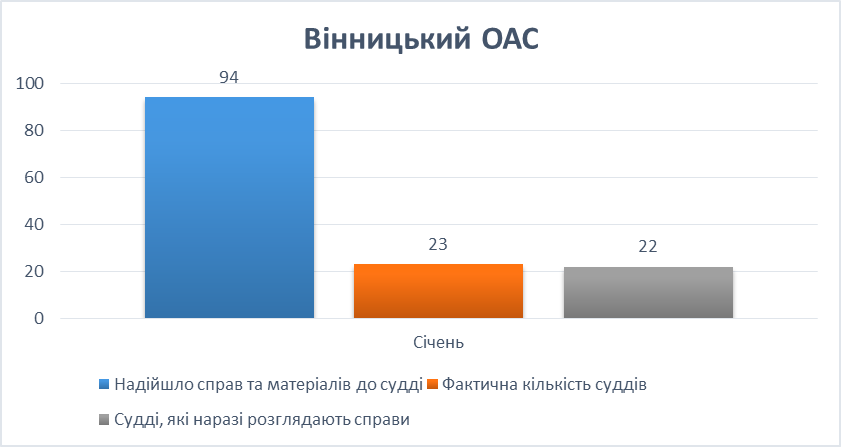 Вінницький ОАС
94
100
80
60
40
20
0
23
22
Січень
Надійшло справ та матеріалів до судді Фактична кількість суддів
Судді, які наразі розглядають справи